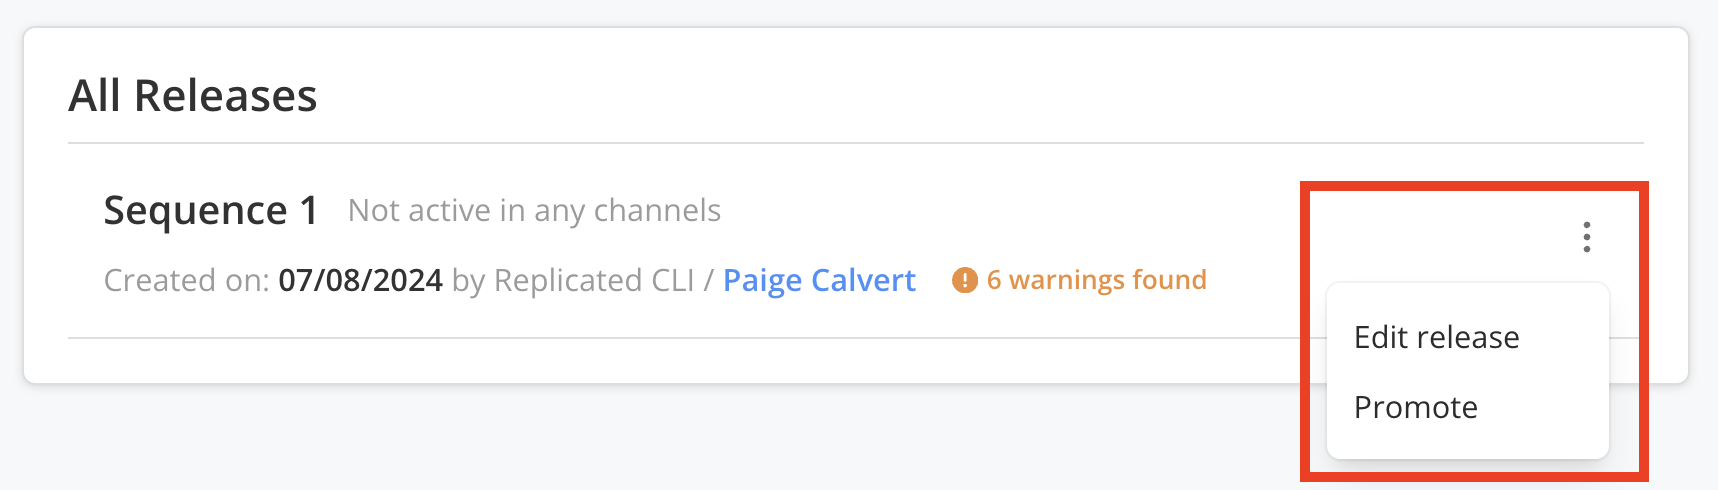 All Releases
Sequence 1 Not active in any channels
Created on: 07/08/2024 by Replicated CLI / Paige Calvert 6 warnings found
Edit release
Promote